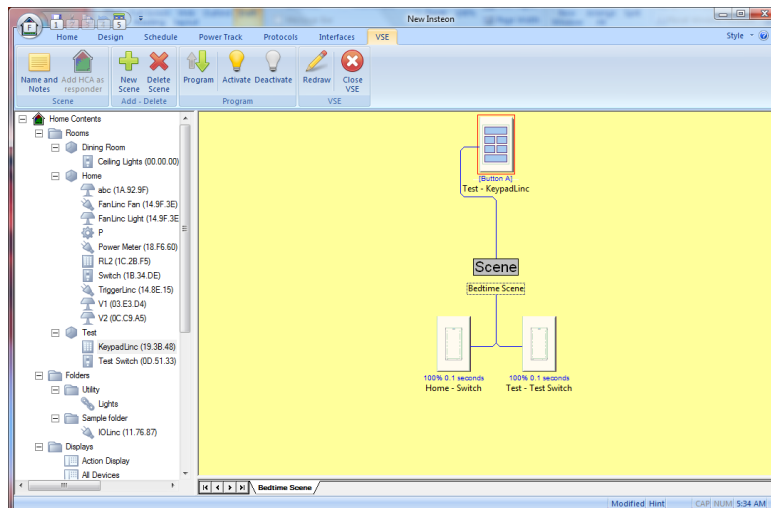 New Insteon
F
1
5
Home Design Schedule Power Track Protocols Interfaces VSE Style
Name and Notes
Add HCA as responder
New Scene
Delete Scene
Program
Activate
Deactivate
Redraw
Close VSE
Scene
Add - Delete
Program
VSE
Home Contents
Rooms
Dining Room
Ceiling Lights (00.00.00)
Home
abc (1A.92.9F)
FanLinc Fan (14.9F.3E)
FanLinc Light (14.9F.3E
P
Power Meter (18.F6.60)
RL2 (1C.2B.F5)
Switch (1B.34.DE)
TriggerLinc (14.8E.15)
V1 (03.E3.D4)
V2 (0C.C9.A5)
Test
KeypadLinc (19.3B.48)
Test Switch (0D.51.33)
Folders
Utility
Lights
Sample folder
IOLinc (11.76.87)
Displays
Action Display
All Devices
[Button A]
Test - KeypadLinc
Scene
Bedtime Scene
100% 0.1 seconds
Home - Switch
100% 0.1 seconds
Test - Test Switch
Bedtime Scene
Modified Hint CAP NUM 5:34 AM